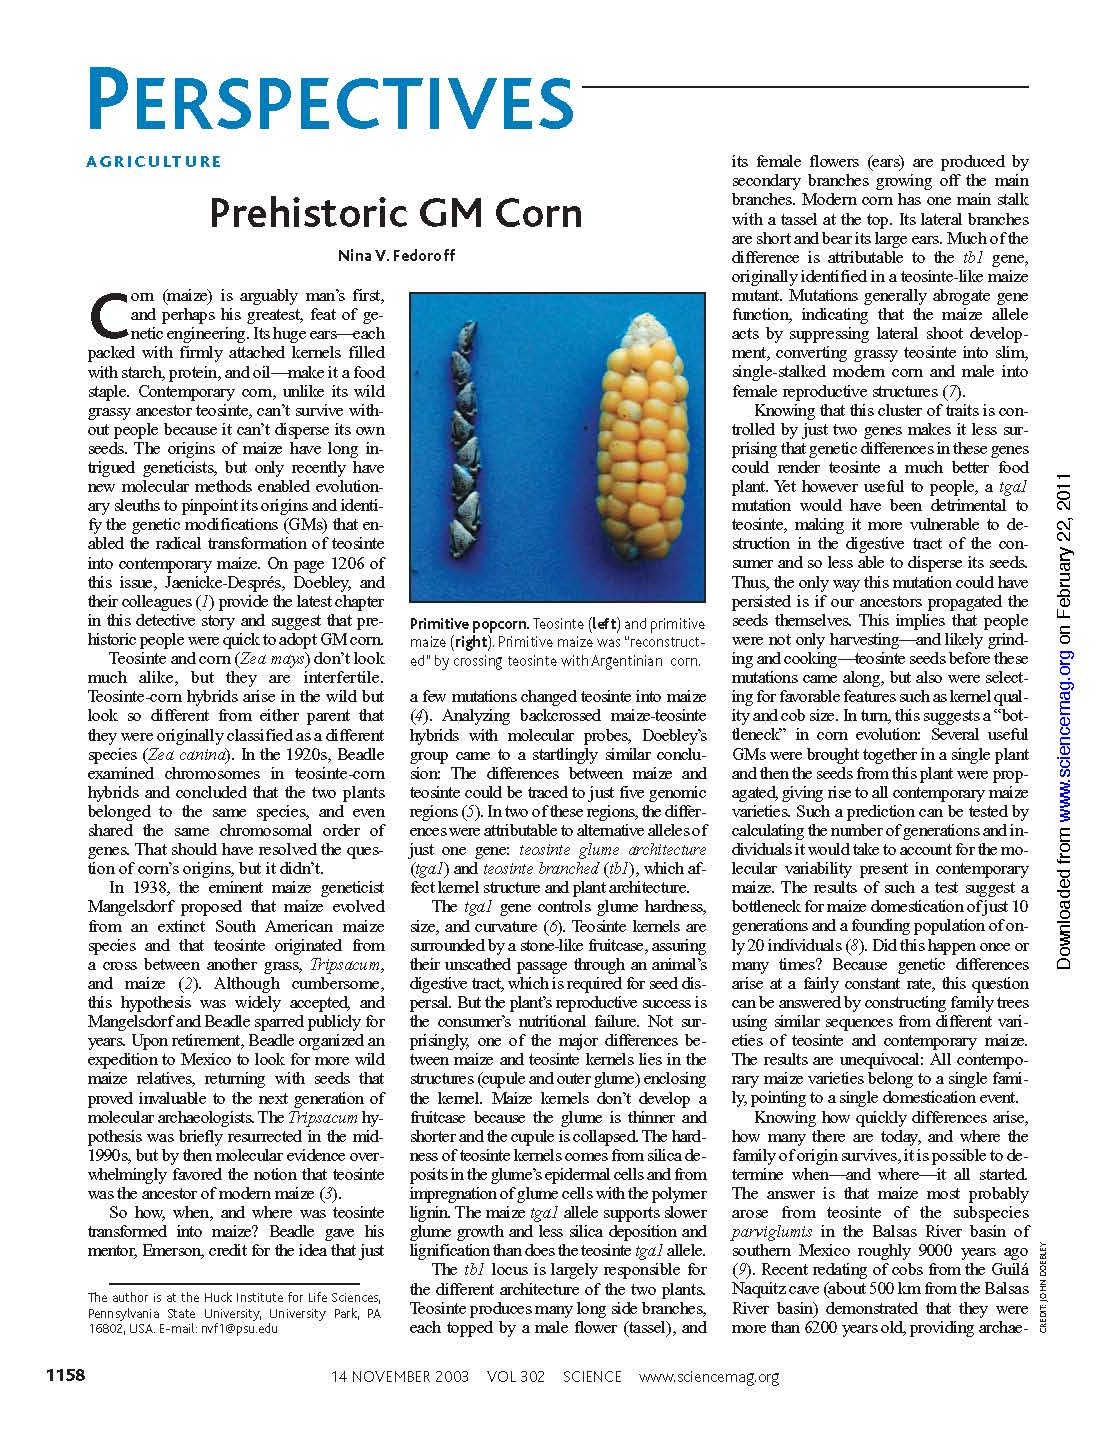 PERSPECTIVES
AGRICULTURE
Prehistoric GM Corn
Nina V. Fedoroff
Corn (maize) is arguably man's first,
and perhaps his greatest, feat of ge-
netic engineering. Its huge ears—each
packed with firmly attached kernels filled
with starch, protein, and oil—make it a food
staple. Contemporary corn, unlike its wild
grassy ancestor teosinte, can't survive with-
out people because it can't disperse its own
seeds. The origins of maize have long in-
trigued geneticists, but only recently have
new molecular methods enabled evolution-
ary sleuths to pinpoint its origins and identi-
fy the genetic modifications (GMs) that en-
abled the radical transformation of teosinte
into contemporary maize. On page 1206 of
this issue, Jaenicke-Després, Doebley, and
their colleagues (1) provide the latest chapter
in this detective story and suggest that pre-
historic people were quick to adopt GM corn.
Teosinte and corn (Zea mays) don't look
much alike, but they are interfertile.
Teosinte-corn hybrids arise in the wild but
look so different from either parent that
they were originally classified as a different
species (Zea canina). In the 1920s, Beadle
examined chromosomes in teosinte-corn
hybrids and concluded that the two plants
belonged to the same species, and even
shared the same chromosomal order of
genes. That should have resolved the ques-
tion of corn's origins, but it didn't.
In 1938, the eminent maize geneticist
Mangelsdorf proposed that maize evolved
from an extinct South American maize
species and that teosinte originated from
a cross between another grass, Tripsacum,
and maize (2). Although cumbersome,
this hypothesis was widely accepted, and
Mangelsdorf and Beadle sparred publicly for
years. Upon retirement, Beadle organized an
expedition to Mexico to look for more wild
maize relatives, returning with seeds that
proved invaluable to the next generation of
molecular archaeologists. The Tripsacum hy-
pothesis was briefly resurrected in the mid-
1990s, but by then molecular evidence over-
whelmingly favored the notion that teosinte
was the ancestor of modern maize (3).
So how, when, and where was teosinte
transformed into maize? Beadle gave his
mentor, Emerson, credit for the idea that just
The author is at the Huck Institute for Life Sciences,
Pennsylvania State University, University Park, PA
16802, USA. E-mail: nvf1@psu.edu
Primitive popcorn. Teosinte (left) and primitive
maize (right). Primitive maize was "reconstruct-
ed" by crossing teosinte with Argentinian corn.
a few mutations changed teosinte into maize
(4). Analyzing backcrossed maize-teosinte
hybrids with molecular probes, Doebley's
group came to a startlingly similar conclu-
sion: The differences between maize and
teosinte could be traced to just five genomic
regions (5). In two of these regions, the differ-
ences were attributable to alternative alleles of
just one gene: teosinte glume architecture
(tga1) and teosinte branched (tb1), which af-
fect kernel structure and plant architecture.
The tga1 gene controls glume hardness,
size, and curvature (6). Teosinte kernels are
surrounded by a stone-like fruitcase, assuring
their unscathed passage through an animal's
digestive tract, which is required for seed dis-
persal. But the plant's reproductive success is
the consumer's nutritional failure. Not sur-
prisingly, one of the major differences be-
tween maize and teosinte kernels lies in the
structures (cupule and outer glume) enclosing
the kernel. Maize kernels don't develop a
fruitcase because the glume is thinner and
shorter and the cupule is collapsed. The hard-
ness of teosinte kernels comes from silica de-
posits in the glume's epidermal cells and from
impregnation of glume cells with the polymer
lignin. The maize tga1 allele supports slower
glume growth and less silica deposition and
lignification than does the teosinte tga1 allele.
The tb1 locus is largely responsible for
the different architecture of the two plants.
Teosinte produces many long side branches,
each topped by a male flower (tassel), and
its female flowers (ears) are produced by
secondary branches growing off the main
branches. Modern corn has one main stalk
with a tassel at the top. Its lateral branches
are short and bear its large ears. Much of the
difference is attributable to the tb1 gene,
originally identified in a teosinte-like maize
mutant. Mutations generally abrogate gene
function, indicating that the maize allele
acts by suppressing lateral shoot develop-
ment, converting grassy teosinte into slim,
single-stalked modern corn and male into
female reproductive structures (7).
Knowing that this cluster of traits is con-
trolled by just two genes makes it less sur-
prising that genetic differences in these genes
could render teosinte a much better food
plant. Yet however useful to people, a tga1
mutation would have been detrimental to
teosinte, making it more vulnerable to de-
struction in the digestive tract of the con-
sumer and so less able to disperse its seeds.
Thus, the only way this mutation could have
persisted is if our ancestors propagated the
seeds themselves. This implies that people
were not only harvesting—and likely grind-
ing and cooking—teosinte seeds before these
mutations came along, but also were select-
ing for favorable features such as kernel qual-
ity and cob size. In turn, this suggests a "bot-
tleneck" in corn evolution: Several useful
GMs were brought together in a single plant
and then the seeds from this plant were prop-
agated, giving rise to all contemporary maize
varieties. Such a prediction can be tested by
calculating the number of generations and in-
dividuals it would take to account for the mo-
lecular variability present in contemporary
maize. The results of such a test suggest a
bottleneck for maize domestication of just 10
generations and a founding population of on-
ly 20 individuals (8). Did this happen once or
many times? Because genetic differences
arise at a fairly constant rate, this question
can be answered by constructing family trees
using similar sequences from different vari-
eties of teosinte and contemporary maize.
The results are unequivocal: All contempo-
rary maize varieties belong to a single fami-
ly, pointing to a single domestication event.
Knowing how quickly differences arise,
how many there are today, and where the
family of origin survives, it is possible to de-
termine when—and where—it all started.
The answer is that maize most probably
arose from teosinte of the subspecies
parviglumis in the Balsas River basin of
southern Mexico roughly 9000 years ago
(9). Recent redating of cobs from the Guilá
Naquitz cave (about 500 km from the Balsas
River basin) demonstrated that they were
more than 6200 years old, providing archae-
CREDIT: JOHN DOEBLEY
Downloaded from www.sciencemag.org on February 22, 2011
1158
14 NOVEMBER 2003 VOL 302 SCIENCE www.sciencemag.org